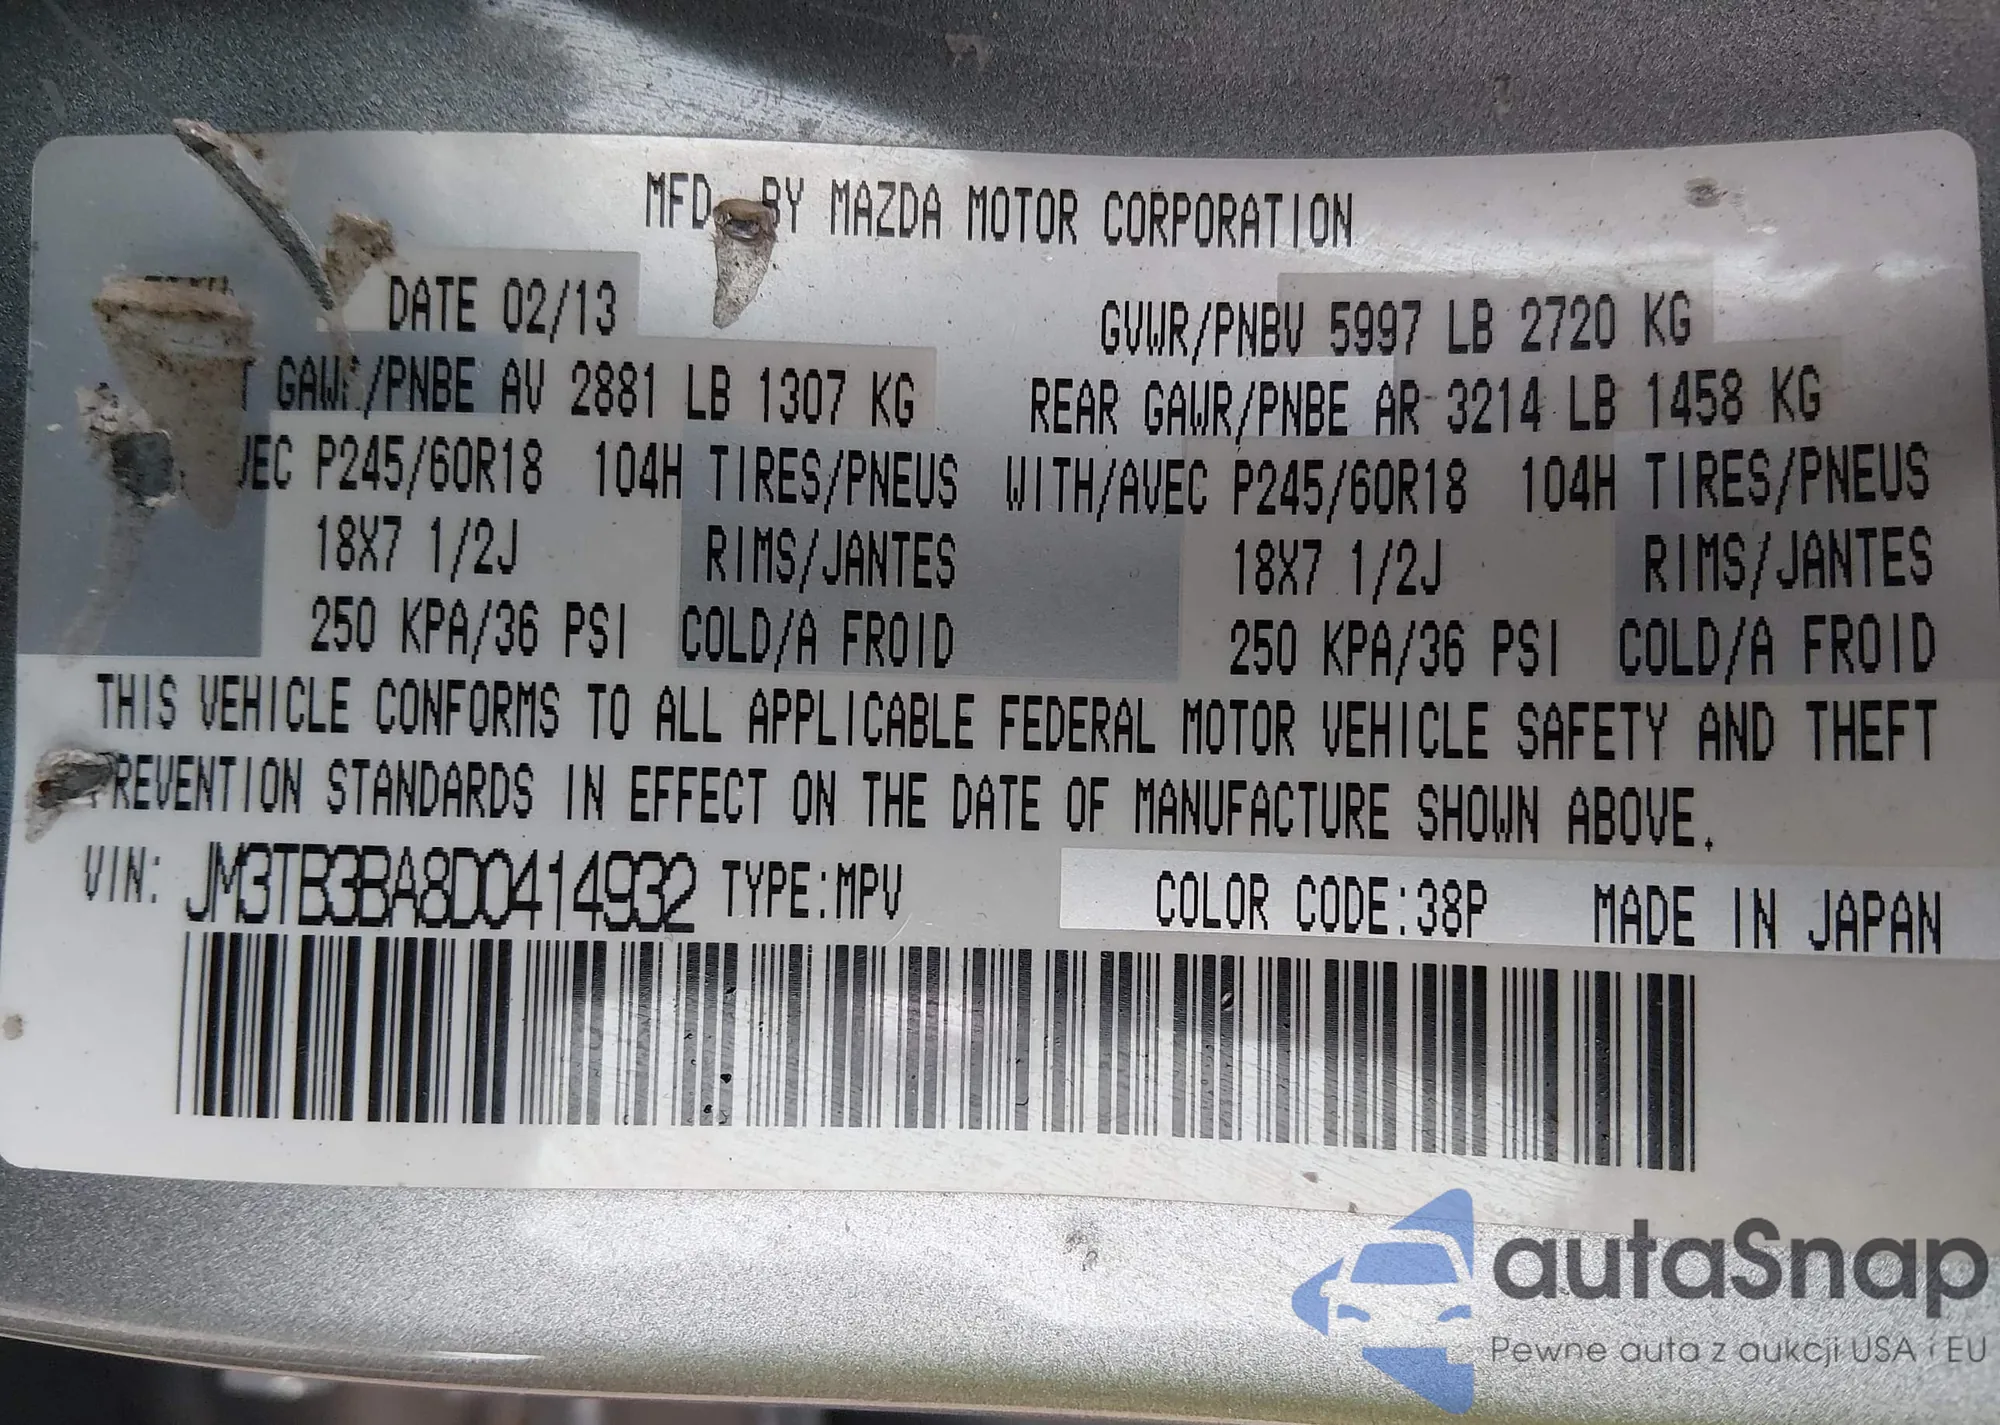 MFD. BY MAZDA MOTOR CORPORATION
DATE 02/13 GVWR/PNBV 5997 LB 2720 KG
GAWR/PNBE AV 2881 LB 1307 KG REAR GAWR/PNBE AR 3214 LB 1458 KG
P245/60R18 104H TIRES/PNEUS WITH/AVEC P245/60R18 104H TIRES/PNEUS
18X7 1/2J RIMS/JANTES 18X7 1/2J RIMS/JANTES
250 KPA/36 PSI COLD/A FROID 250 KPA/36 PSI COLD/A FROID
THIS VEHICLE CONFORMS TO ALL APPLICABLE FEDERAL MOTOR VEHICLE SAFETY AND THEFT
PREVENTION STANDARDS IN EFFECT ON THE DATE OF MANUFACTURE SHOWN ABOVE.
VIN: JM3TB3BA8D0414932 TYPE:MPV COLOR CODE:38P MADE IN JAPAN
autaSnap
Pewne auta z aukcji USA i EU